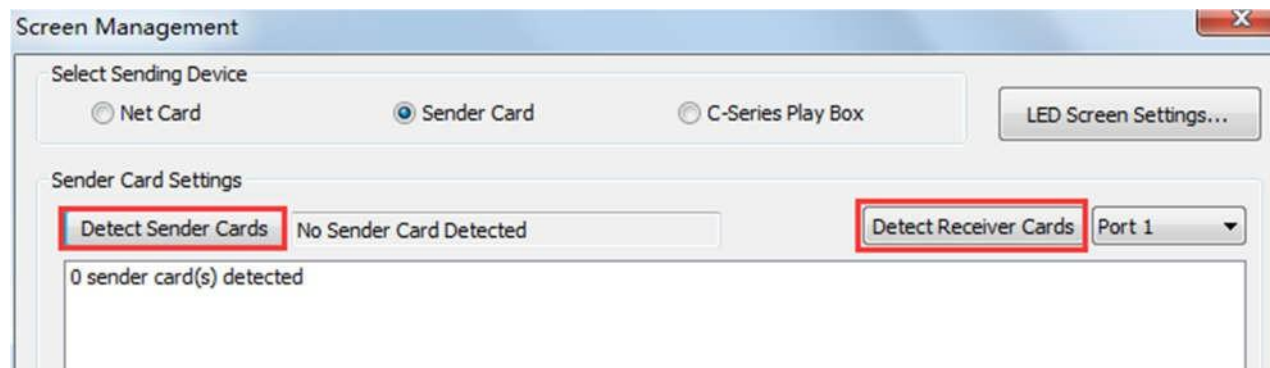 Screen Management
Select Sending Device
Net Card Sender Card C-Series Play Box
LED Screen Settings...
Sender Card Settings
Detect Sender Cards No Sender Card Detected Detect Receiver Cards Port 1
0 sender card(s) detected